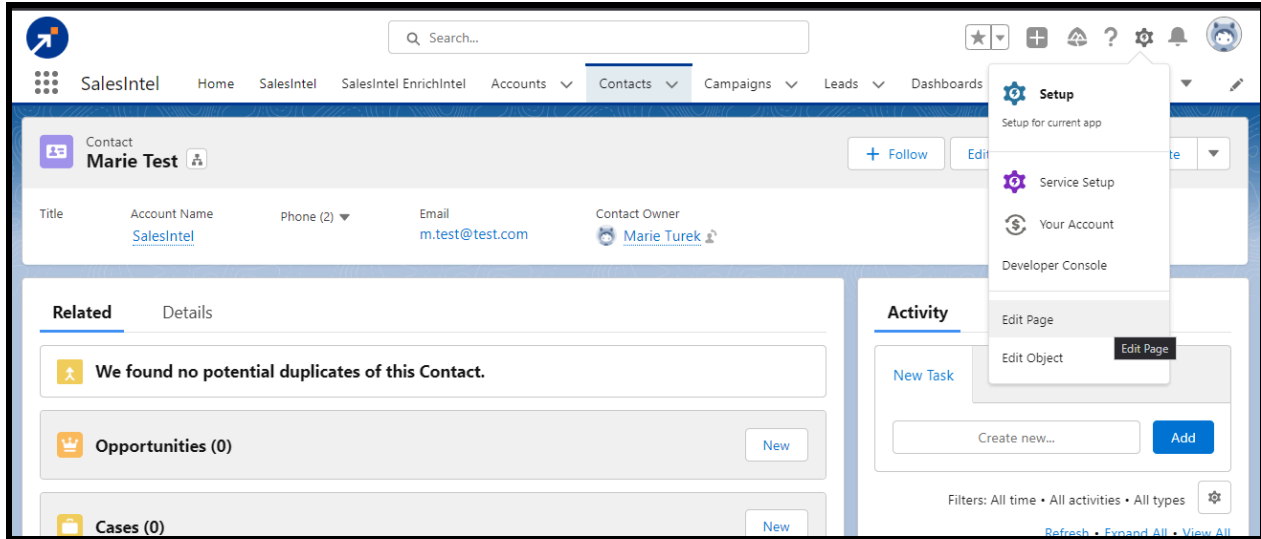 Search...
SalesIntel Home SalesIntel SalesIntel EnrichIntel Accounts Contacts Campaigns Leads Dashboards
Setup
Setup for current app
Service Setup
Your Account
Developer Console
Edit Page
Edit Object
Edit Page
Contact
Marie Test
+ Follow
Title
Account Name
SalesIntel
Phone (2)
Email
m.test@test.com
Contact Owner
Marie Turek
Related Details
We found no potential duplicates of this Contact.
Opportunities (0) New
Cases (0) New
Activity
New Task
Create new... Add
Filters: All time • All activities • All types
Refresh • Expand All • View All